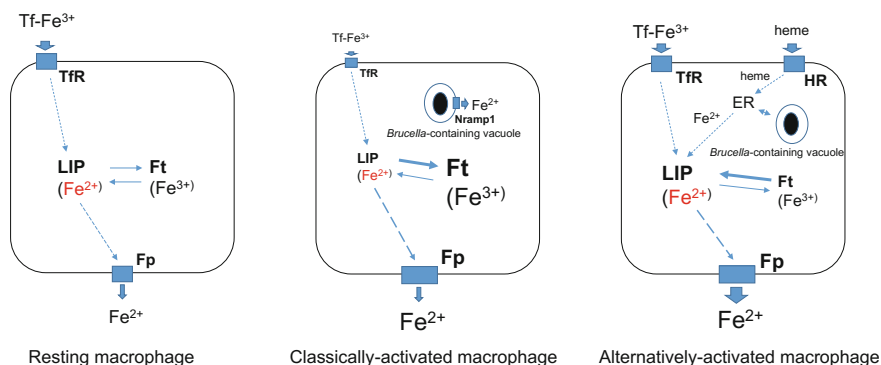 Tf-Fe³⁺
TfR
LIP
(Fe²⁺)
Ft
(Fe³⁺)
Fp
Fe²⁺
Resting macrophage
Tf-Fe³⁺
TfR
Fe²⁺
Nramp1
Brucella-containing vacuole
LIP
(Fe²⁺)
Ft
(Fe³⁺)
Fp
Fe²⁺
Classically-activated macrophage
Tf-Fe³⁺
heme
TfR
HR
heme
ER
Fe²⁺
Brucella-containing vacuole
LIP
(Fe²⁺)
Ft
(Fe³⁺)
Fp
Fe²⁺
Alternatively-activated macrophage